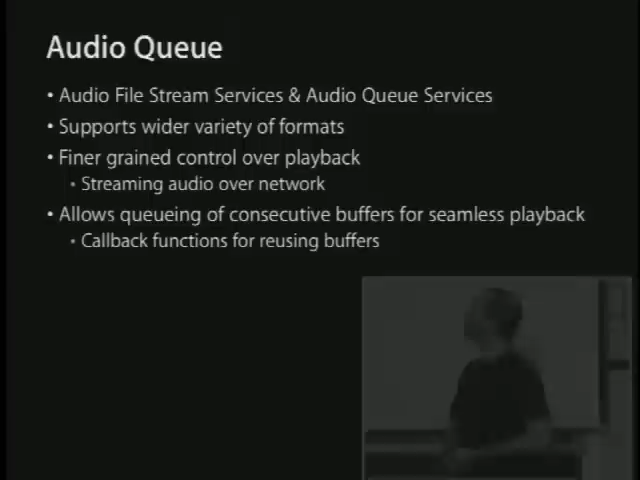 Audio Queue
• Audio File Stream Services & Audio Queue Services
• Supports wider variety of formats
• Finer grained control over playback
• Streaming audio over network
• Allows queueing of consecutive buffers for seamless playback
• Callback functions for reusing buffers